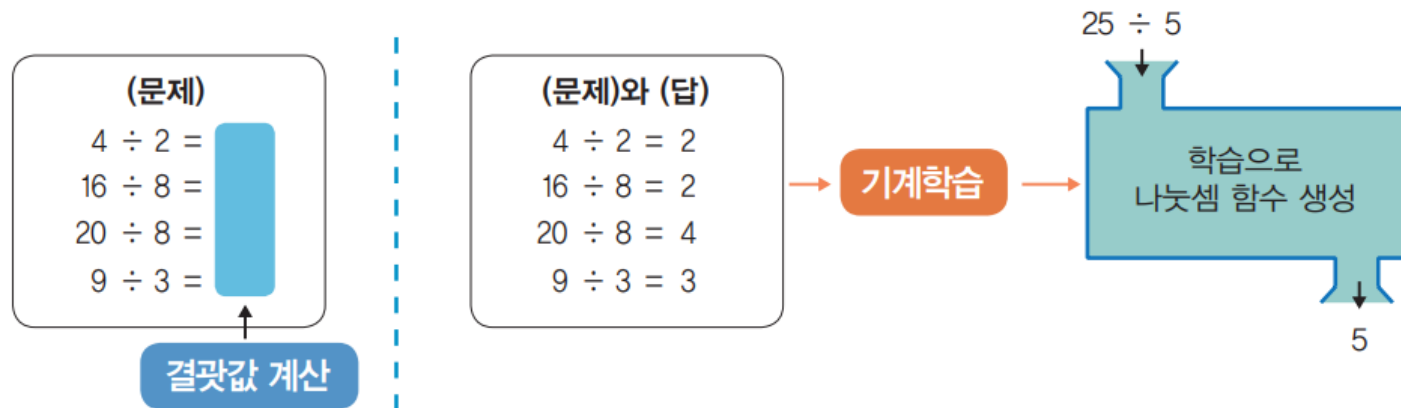 (문제)
4 ÷ 2 =
16 ÷ 8 =
20 ÷ 8 =
9 ÷ 3 =
결괏값 계산
(문제)와 (답)
4 ÷ 2 = 2
16 ÷ 8 = 2
20 ÷ 8 = 4
9 ÷ 3 = 3
기계학습
25 ÷ 5
학습으로
나눗셈 함수 생성
5